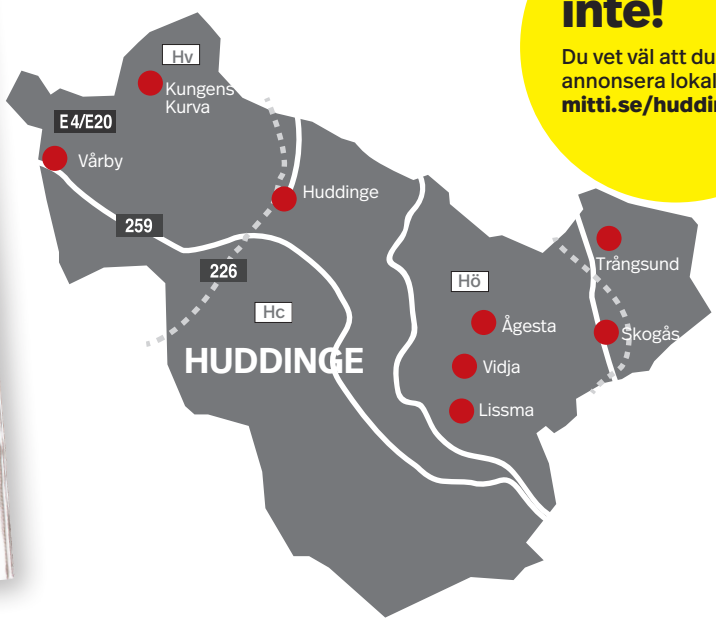 inte!
Du vet väl att du
annonsera lokal
mitti.se/huddin
Hv
Kungens
Kurva
E4/E20
Vårby
Huddinge
259
226
Hc
HUDDINGE
Hö
Trångsund
Ågesta
Skogås
Vidja
Lissma